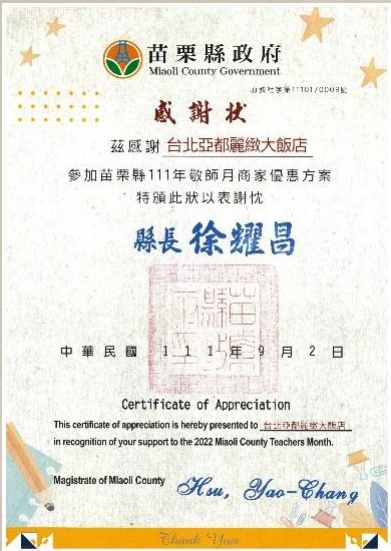 苗栗縣政府
Miaoli County Government
感謝狀
茲感謝 台北亞都麗緻大飯店
參加苗栗縣111年敬師月商家優惠方案
特頒此狀以表謝忱
縣長 徐耀昌
中華民國 111年9月2日
Certificate of Appreciation
This certificate of appreciation is hereby presented to 台北亞都麗緻大飯店
in recognition of your support to the 2022 Miaoli County Teachers Month.
Magistrate of Miaoli County Hsu, Yao-Chang
Thank You